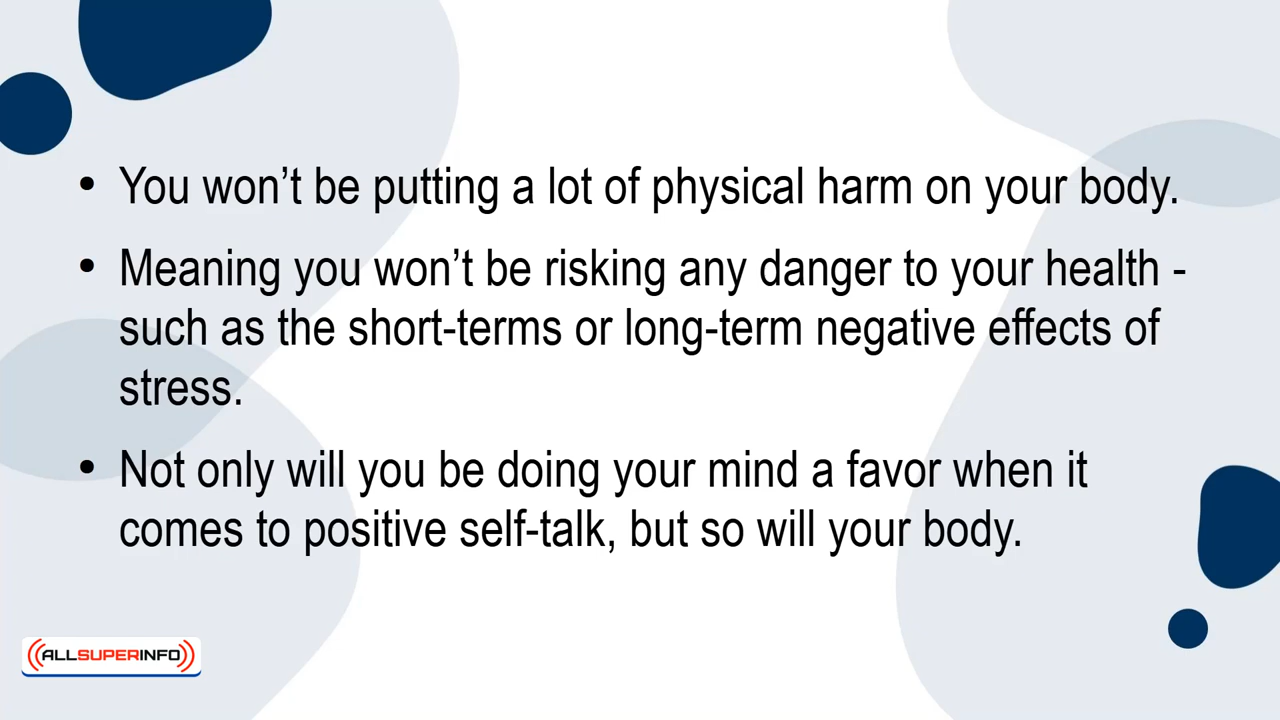 • You won’t be putting a lot of physical harm on your body.
• Meaning you won’t be risking any danger to your health -
such as the short-terms or long-term negative effects of
stress.
• Not only will you be doing your mind a favor when it
comes to positive self-talk, but so will your body.
ALLSUPERINFO